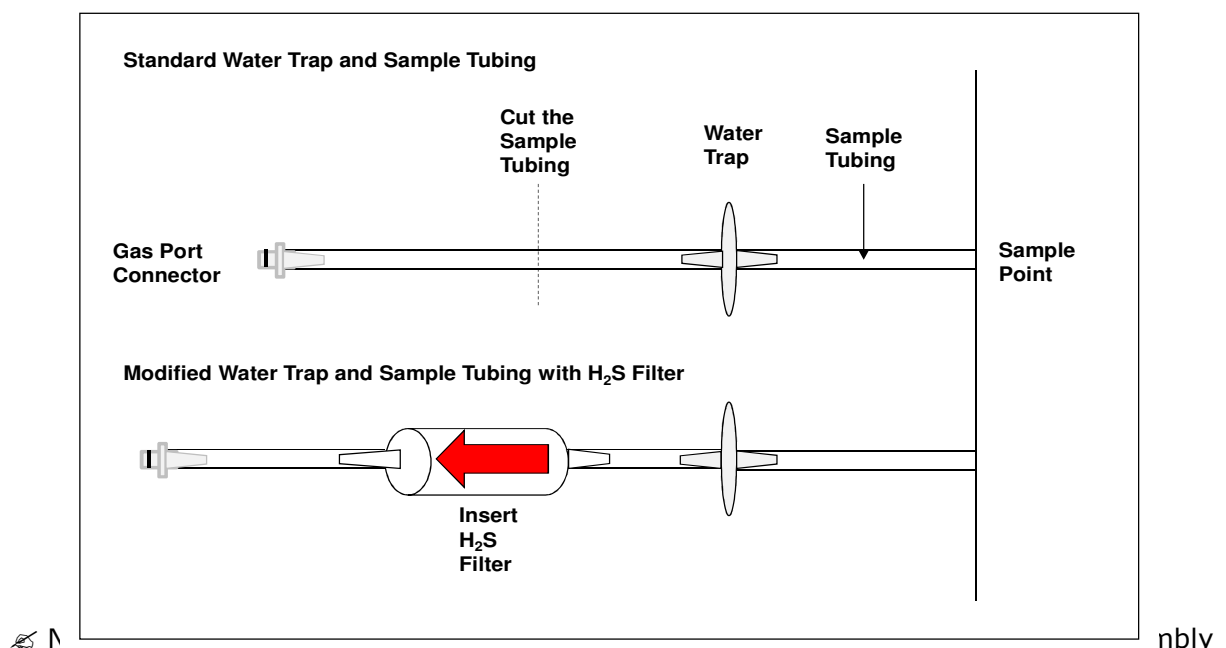 Standard Water Trap and Sample Tubing
Cut the
Sample
Tubing
Water
Trap
Sample
Tubing
Gas Port
Connector
Sample
Point
Modified Water Trap and Sample Tubing with H₂S Filter
Insert
H₂S
Filter